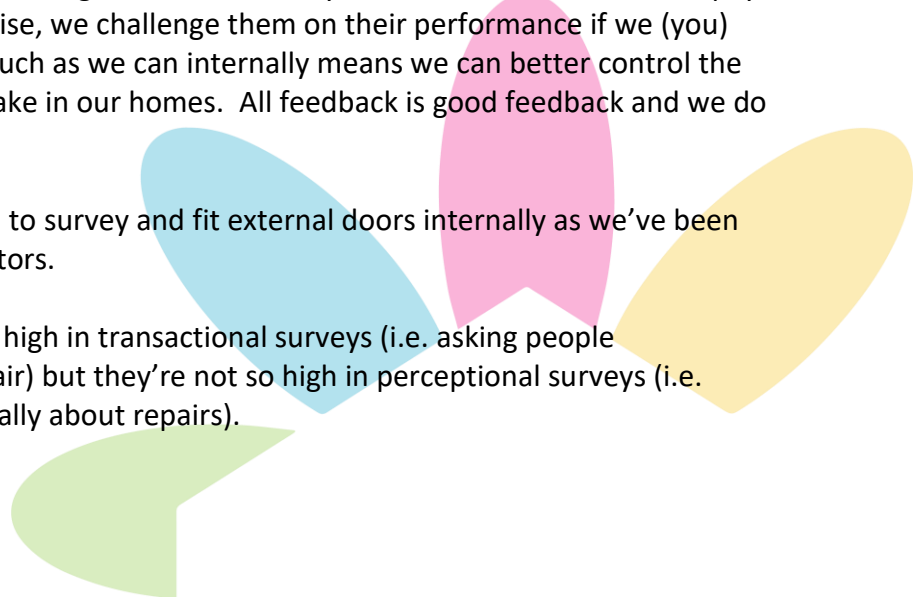 ise, we challenge them on their performance if we (you)
uch as we can internally means we can better control the
ake in our homes.  All feedback is good feedback and we do
to survey and fit external doors internally as we've been
tors.
high in transactional surveys (i.e. asking people
air) but they're not so high in perceptional surveys (i.e.
ally about repairs).